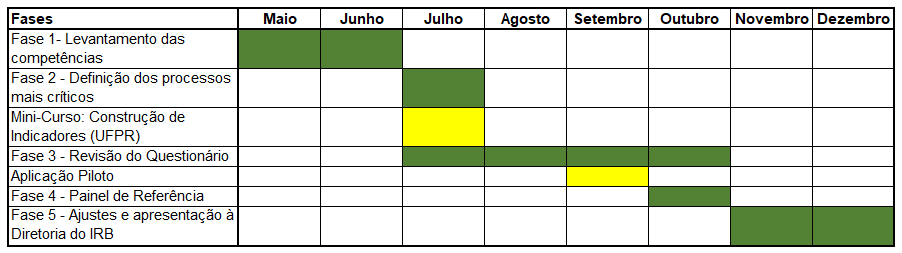 Fases Maio Junho Julho Agosto Setembro Outubro Novembro Dezembro
Fase 1- Levantamento das
competências
Fase 2 - Definição dos processos
mais críticos
Mini-Curso: Construção de
Indicadores (UFPR)
Fase 3 - Revisão do Questionário
Aplicação Piloto
Fase 4 - Painel de Referência
Fase 5 - Ajustes e apresentação à
Diretoria do IRB